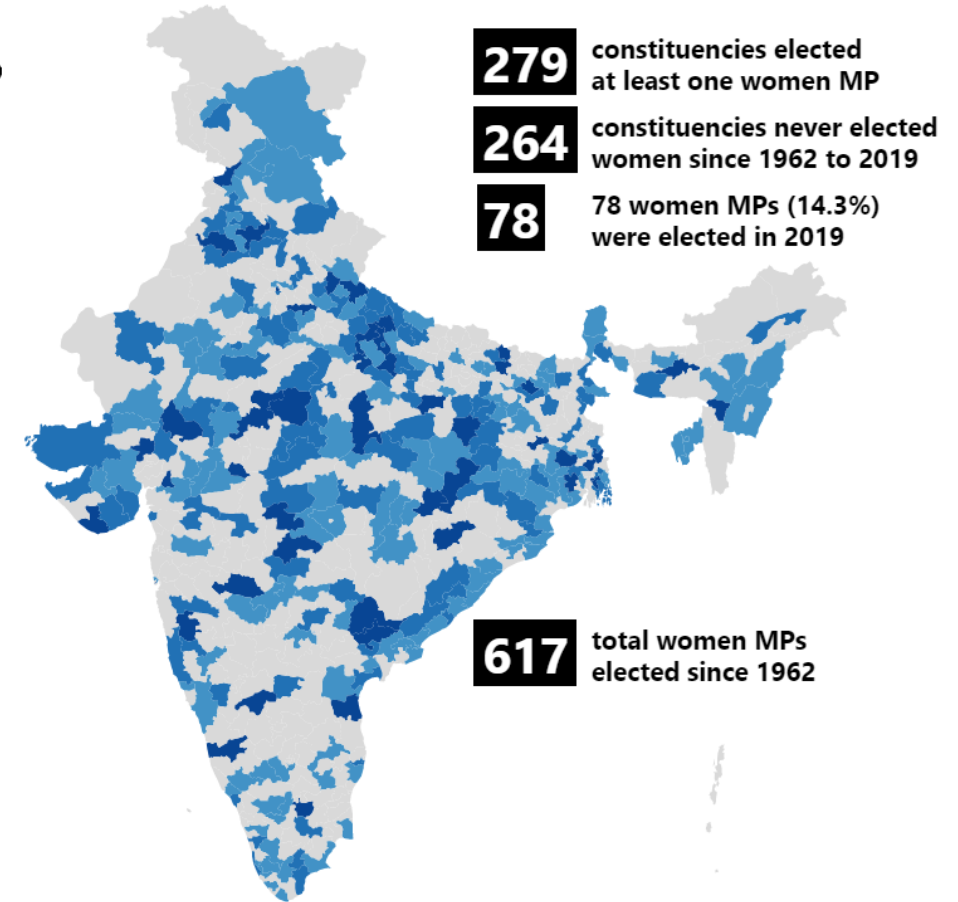 279
constituencies elected
at least one women MP
264
constituencies never elected
women since 1962 to 2019
78
78 women MPs (14.3%)
were elected in 2019
617
total women MPs
elected since 1962